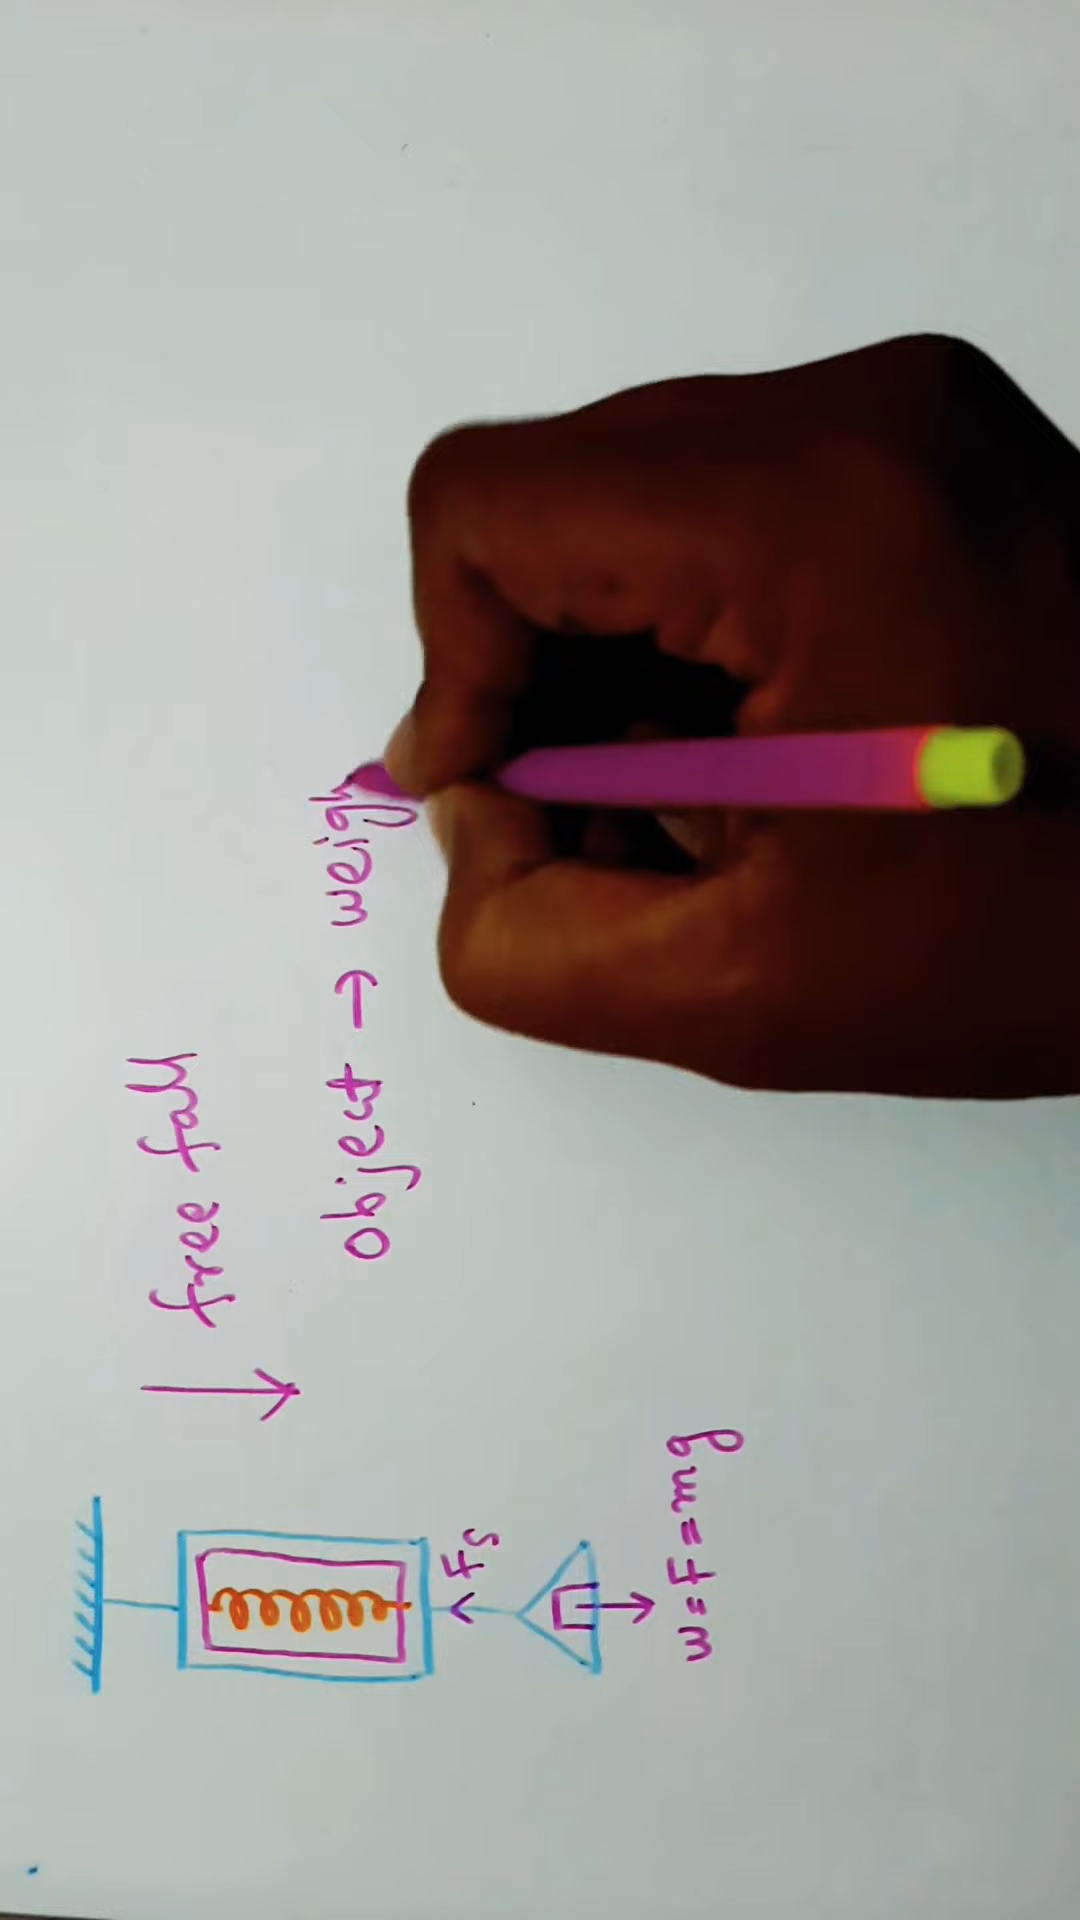 free fall
object → weigh
Fs
w=F=mg